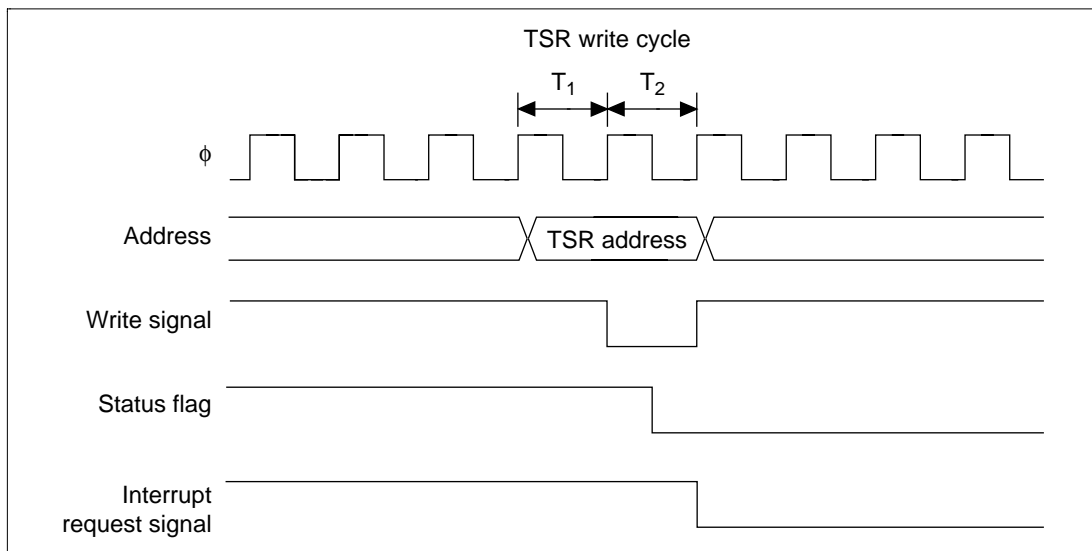 TSR write cycle
T1 T2
ϕ
Address
TSR address
Write signal
Status flag
Interrupt
request signal